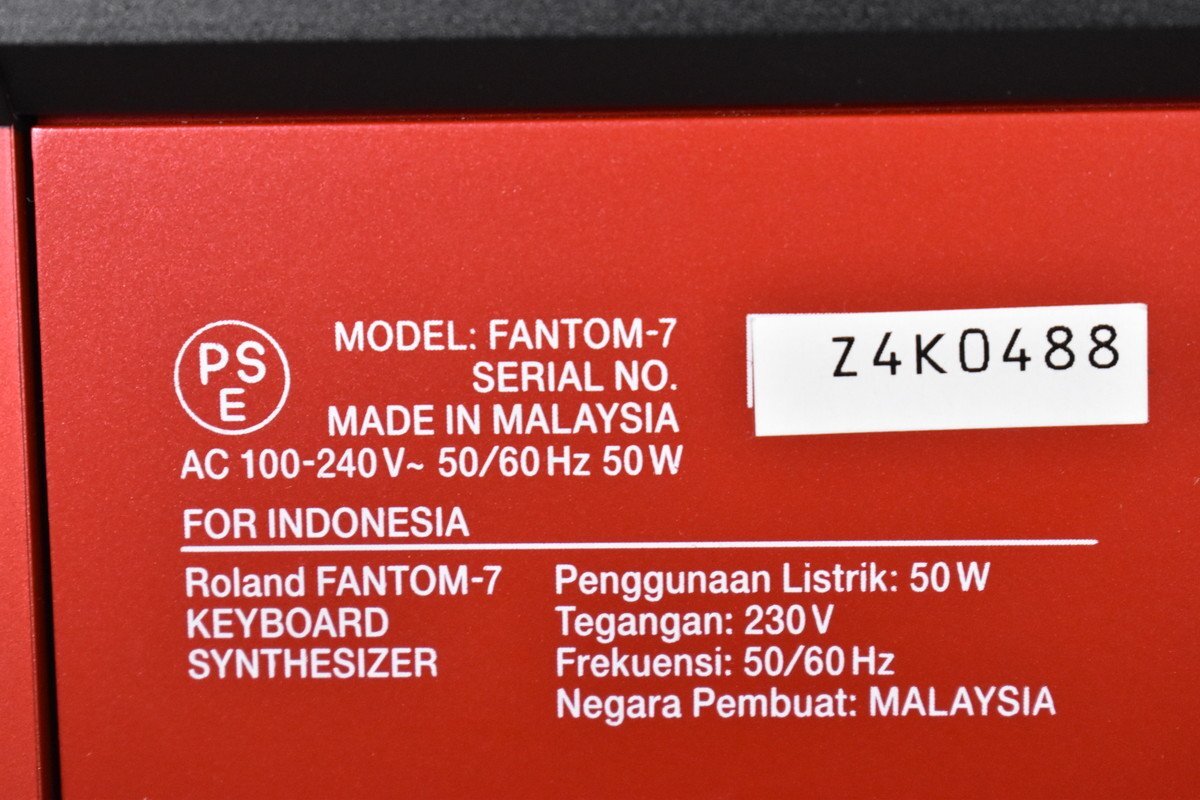 PSE
MODEL: FANTOM-7
SERIAL NO.
Z4K0488
MADE IN MALAYSIA
AC 100-240V~ 50/60Hz 50W
FOR INDONESIA
Roland FANTOM-7
KEYBOARD
SYNTHESIZER
Penggunaan Listrik: 50W
Tegangan: 230V
Frekuensi: 50/60Hz
Negara Pembuat: MALAYSIA